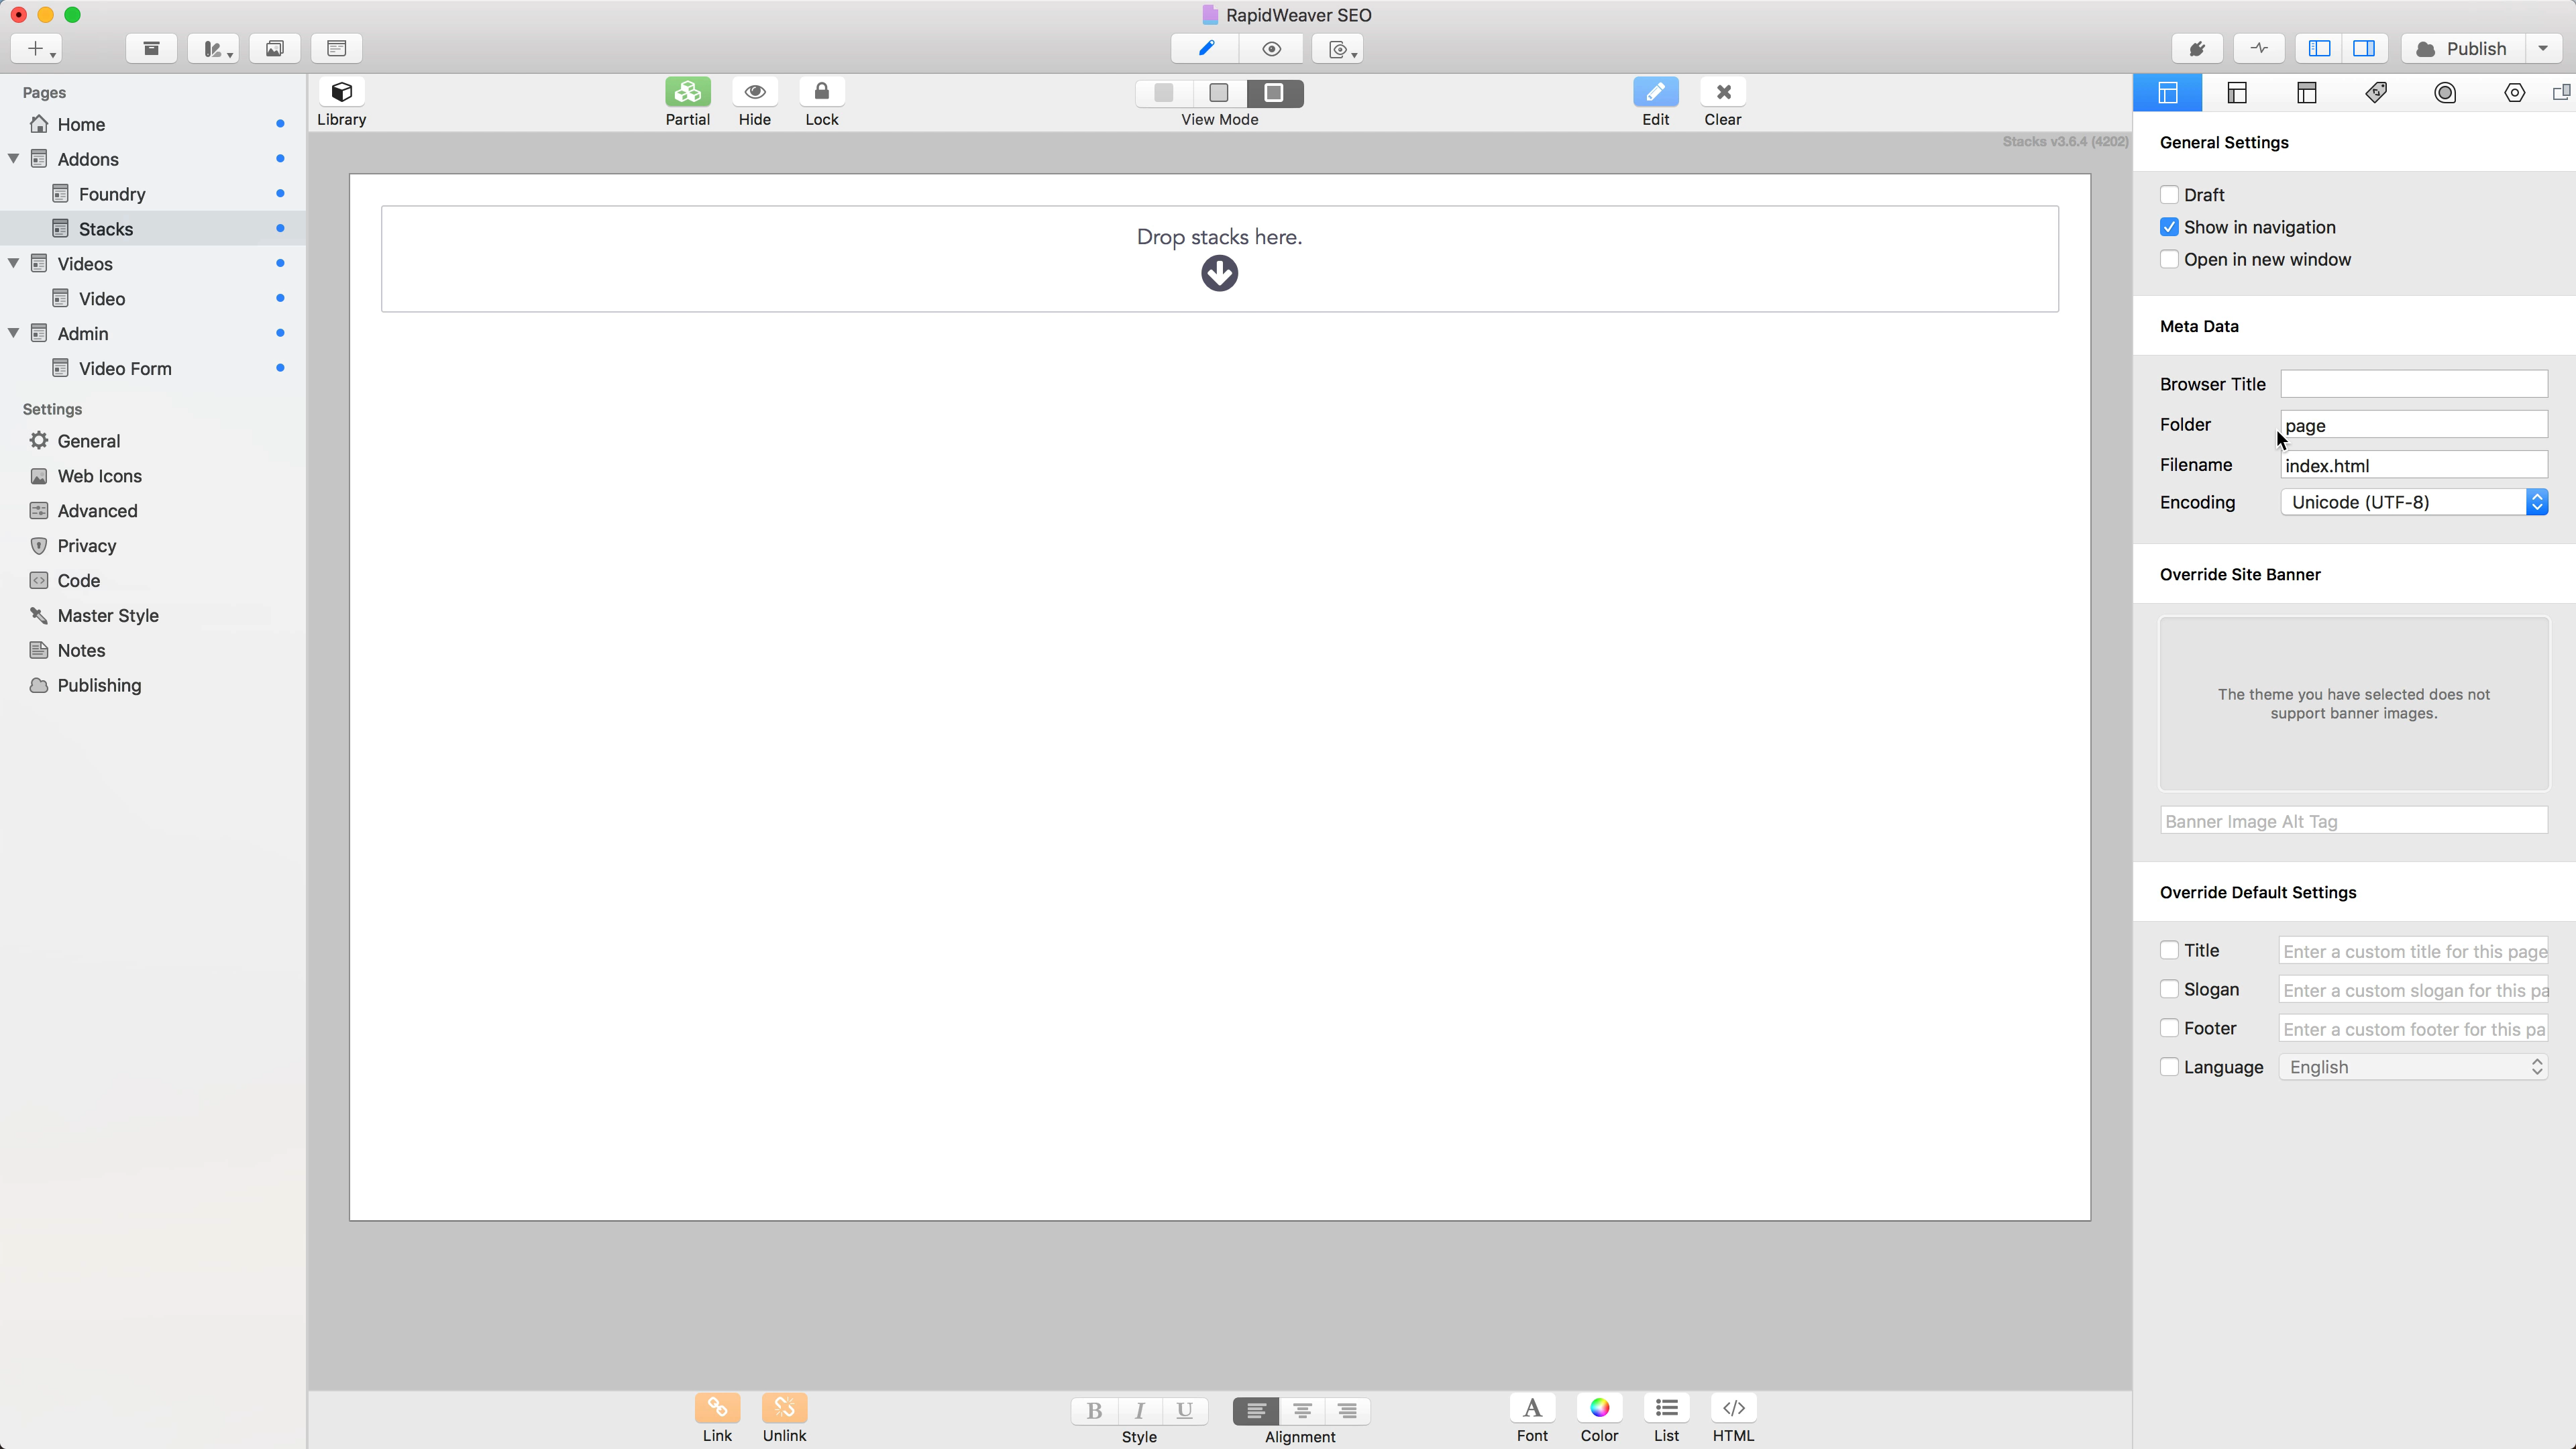 RapidWeaver SEO
Publish
Pages
Home
Addons
Foundry
Stacks
Videos
Video
Admin
Video Form
Settings
General
Web Icons
Advanced
Privacy
Code
Master Style
Notes
Publishing
Library
Partial
Hide
Lock
View Mode
Edit
Clear
Stacks v3.6.4 (4202)
Drop stacks here.
Link
Unlink
B I U
Style
Alignment
A
Font
Color
List
HTML
General Settings
Draft
Show in navigation
Open in new window
Meta Data
Browser Title
Folder page
Filename index.html
Encoding Unicode (UTF-8)
Override Site Banner
The theme you have selected does not
support banner images.
Banner Image Alt Tag
Override Default Settings
Title Enter a custom title for this page
Slogan Enter a custom slogan for this pa
Footer Enter a custom footer for this pa
Language English